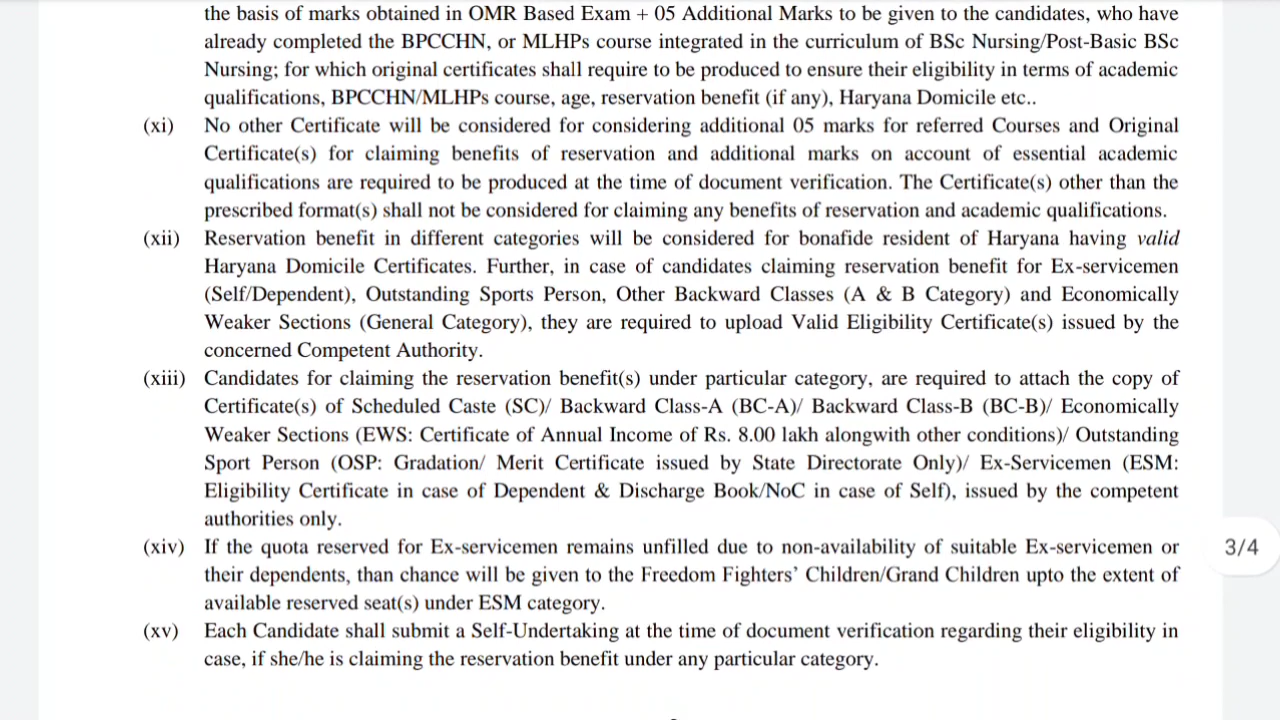 the basis of marks obtained in OMR Based Exam + 05 Additional Marks to be given to the candidates, who have
already completed the BPCCHN, or MLHPs course integrated in the curriculum of BSc Nursing/Post-Basic BSc
Nursing; for which original certificates shall require to be produced to ensure their eligibility in terms of academic
qualifications, BPCCHN/MLHPs course, age, reservation benefit (if any), Haryana Domicile etc..
(xi) No other Certificate will be considered for considering additional 05 marks for referred Courses and Original
Certificate(s) for claiming benefits of reservation and additional marks on account of essential academic
qualifications are required to be produced at the time of document verification. The Certificate(s) other than the
prescribed format(s) shall not be considered for claiming any benefits of reservation and academic qualifications.
(xii) Reservation benefit in different categories will be considered for bonafide resident of Haryana having valid
Haryana Domicile Certificates. Further, in case of candidates claiming reservation benefit for Ex-servicemen
(Self/Dependent), Outstanding Sports Person, Other Backward Classes (A & B Category) and Economically
Weaker Sections (General Category), they are required to upload Valid Eligibility Certificate(s) issued by the
concerned Competent Authority.
(xiii) Candidates for claiming the reservation benefit(s) under particular category, are required to attach the copy of
Certificate(s) of Scheduled Caste (SC)/ Backward Class-A (BC-A)/ Backward Class-B (BC-B)/ Economically
Weaker Sections (EWS: Certificate of Annual Income of Rs. 8.00 lakh alongwith other conditions)/ Outstanding
Sport Person (OSP: Gradation/ Merit Certificate issued by State Directorate Only)/ Ex-Servicemen (ESM:
Eligibility Certificate in case of Dependent & Discharge Book/NoC in case of Self), issued by the competent
authorities only.
(xiv) If the quota reserved for Ex-servicemen remains unfilled due to non-availability of suitable Ex-servicemen or
their dependents, than chance will be given to the Freedom Fighters' Children/Grand Children upto the extent of
available reserved seat(s) under ESM category.
(xv) Each Candidate shall submit a Self-Undertaking at the time of document verification regarding their eligibility in
case, if she/he is claiming the reservation benefit under any particular category.
3/4